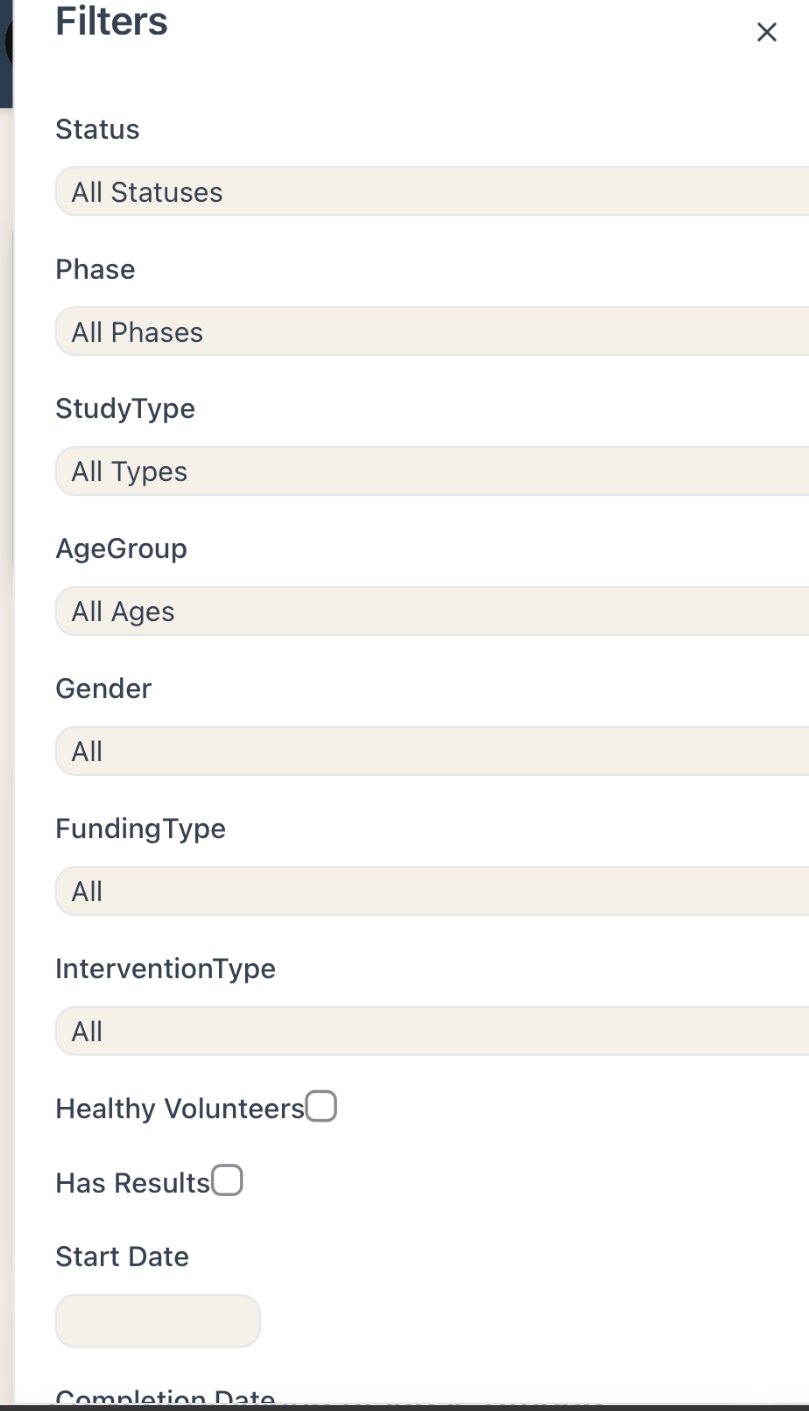 Filters
Status
All Statuses
Phase
All Phases
StudyType
All Types
AgeGroup
All Ages
Gender
All
FundingType
All
InterventionType
All
Healthy Volunteers
Has Results
Start Date
Completion Date